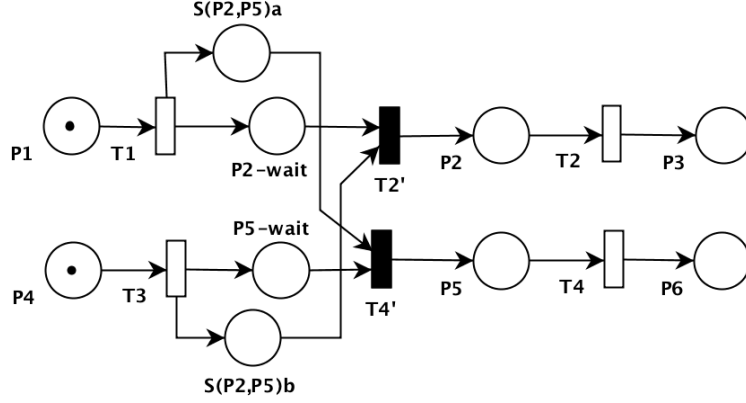 S(P2,P5)a
P1
T1
P2-wait
T2'
P2
T2
P3
P5-wait
P4
T3
T4'
P5
T4
P6
S(P2,P5)b